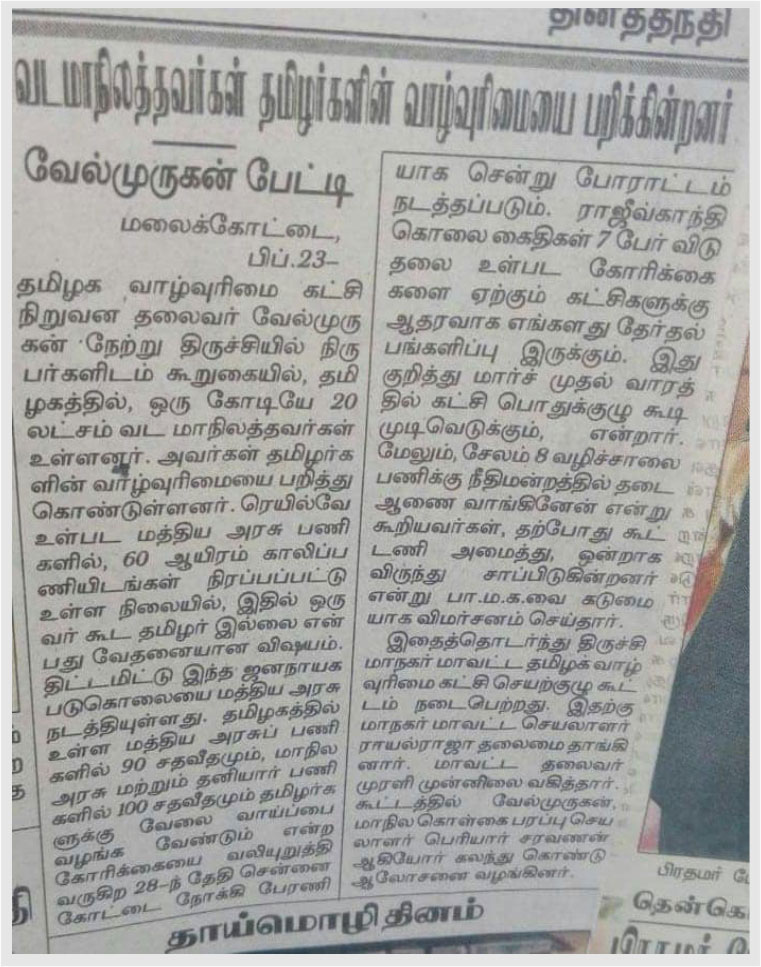 தினத்தந்தி
வடமாநிலத்தவர்கள் தமிழர்களின் வாழ்வுரிமையை பறிக்கின்றனர்
வேல்முருகன் பேட்டி
மலைக்கோட்டை,
பிப்.23–
தமிழக வாழ்வுரிமை கட்சி
நிறுவன தலைவர் வேல்முரு
கன் நேற்று திருச்சியில் நிரு
பர்களிடம் கூறுகையில், தமி
ழகத்தில், ஒரு கோடியே 20
லட்சம் வட மாநிலத்தவர்கள்
உள்ளனர். அவர்கள் தமிழர்க
ளின் வாழ்வுரிமையை பறித்து
கொண்டுள்ளனர். ரெயில்வே
உள்பட மத்திய அரசு பணி
களில், 60 ஆயிரம் காலிப்ப
ணியிடங்கள் நிரப்பப்பட்டு
உள்ள நிலையில், இதில் ஒரு
வர் கூட தமிழர் இல்லை என்
பது வேதனையான விஷயம்.
திட்டமிட்டு இந்த ஜனநாயக
படுகொலையை மத்திய அரசு
நடத்தியுள்ளது. தமிழகத்தில்
உள்ள மத்திய அரசுப் பணி
களில் 90 சதவீதமும், மாநில
அரசு மற்றும் தனியார் பணி
களில் 100 சதவீதமும் தமிழர்க
ளுக்கு வேலை வாய்ப்பை
வழங்க வேண்டும் என்ற
கோரிக்கையை வலியுறுத்தி
வருகிற 28-ந் தேதி சென்னை
கோட்டை நோக்கி பேரணி
யாக சென்று போராட்டம்
நடத்தப்படும். ராஜீவ்காந்தி
கொலை கைதிகள் 7 பேர் விடு
தலை உள்பட கோரிக்கை
களை ஏற்கும் கட்சிகளுக்கு
ஆதரவாக எங்களது தேர்தல்
பங்களிப்பு இருக்கும். இது
குறித்து மார்ச் முதல் வாரத்
தில் கட்சி பொதுக்குழு கூடி
முடிவெடுக்கும், என்றார்.
மேலும், சேலம் 8 வழிச்சாலை
பணிக்கு நீதிமன்றத்தில் தடை
ஆணை வாங்கினேன் என்று
கூறியவர்கள், தற்போது கூட்
டணி அமைத்து, ஒன்றாக
விருந்து சாப்பிடுகின்றனர்
என்று பா.ம.க.வை கடுமை
யாக விமர்சனம் செய்தார்.
இதைத்தொடர்ந்து திருச்சி
மாநகர் மாவட்ட தமிழக வாழ்
வுரிமை கட்சி செயற்குழு கூட்
டம் நடைபெற்றது. இதற்கு
மாநகர் மாவட்ட செயலாளர்
ராயல்ராஜா தலைமை தாங்கி
னார். மாவட்ட தலைவர்
முரளி முன்னிலை வகித்தார்.
கூட்டத்தில் வேல்முருகன்,
மாநில கொள்கை பரப்பு செய
லாளர் பெரியார் சரவணன்
ஆகியோர் கலந்து கொண்டு
ஆலோசனை வழங்கினர்.
தாய்மொழி தினம்
பிரதமர்
தென்கொ